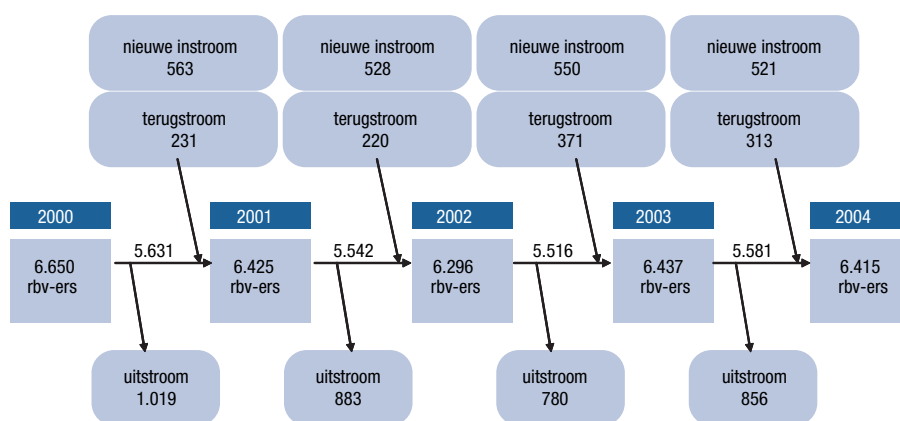 nieuwe instroom
563
nieuwe instroom
528
nieuwe instroom
550
nieuwe instroom
521
terugstroom
231
terugstroom
220
terugstroom
371
terugstroom
313
2000
2001
2002
2003
2004
6.650
rbv-ers
5.631
6.425
rbv-ers
5.542
6.296
rbv-ers
5.516
6.437
rbv-ers
5.581
6.415
rbv-ers
uitstroom
1.019
uitstroom
883
uitstroom
780
uitstroom
856